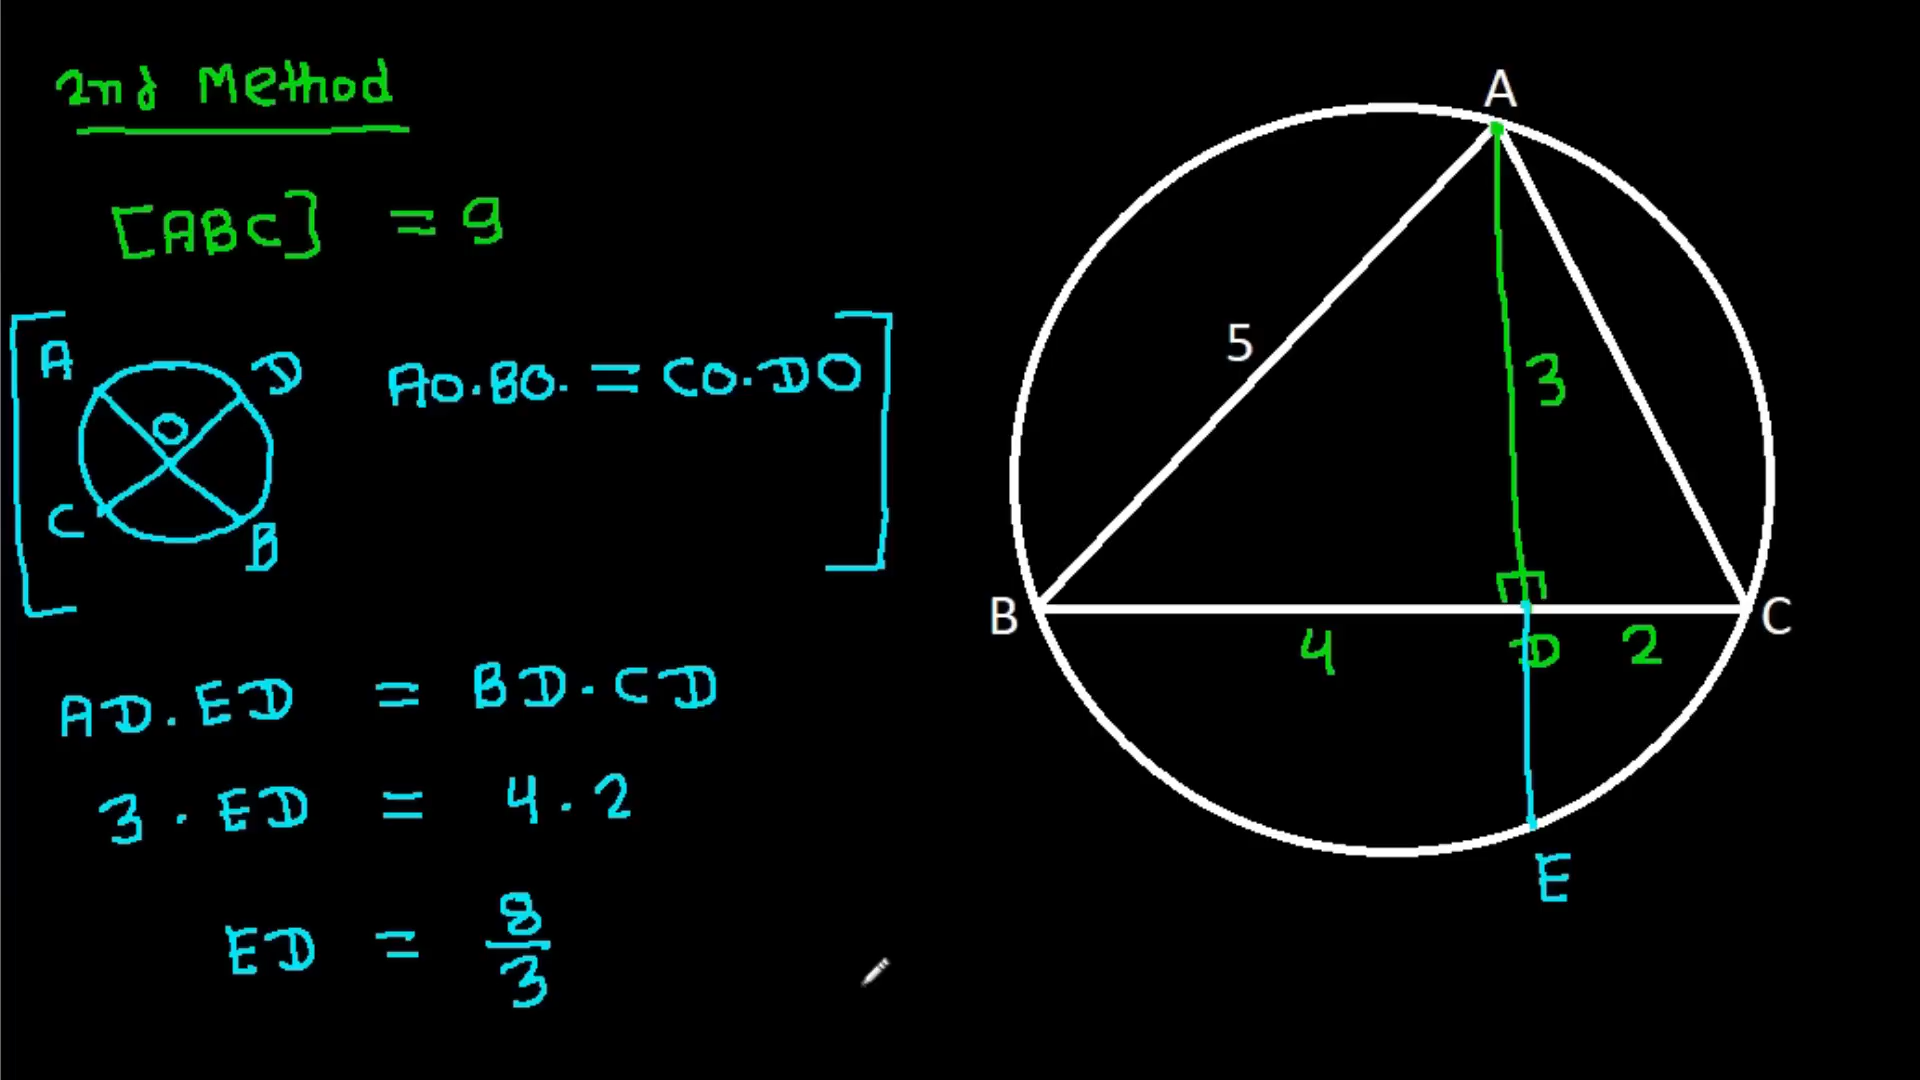 2nd Method
[ABC] = 9
A
D
O
C
B
AO.BO. = CO.DO
AD.ED = BD.CD
3.ED = 4.2
ED = 8/3
A
5
3
B
C
4
D
2
E